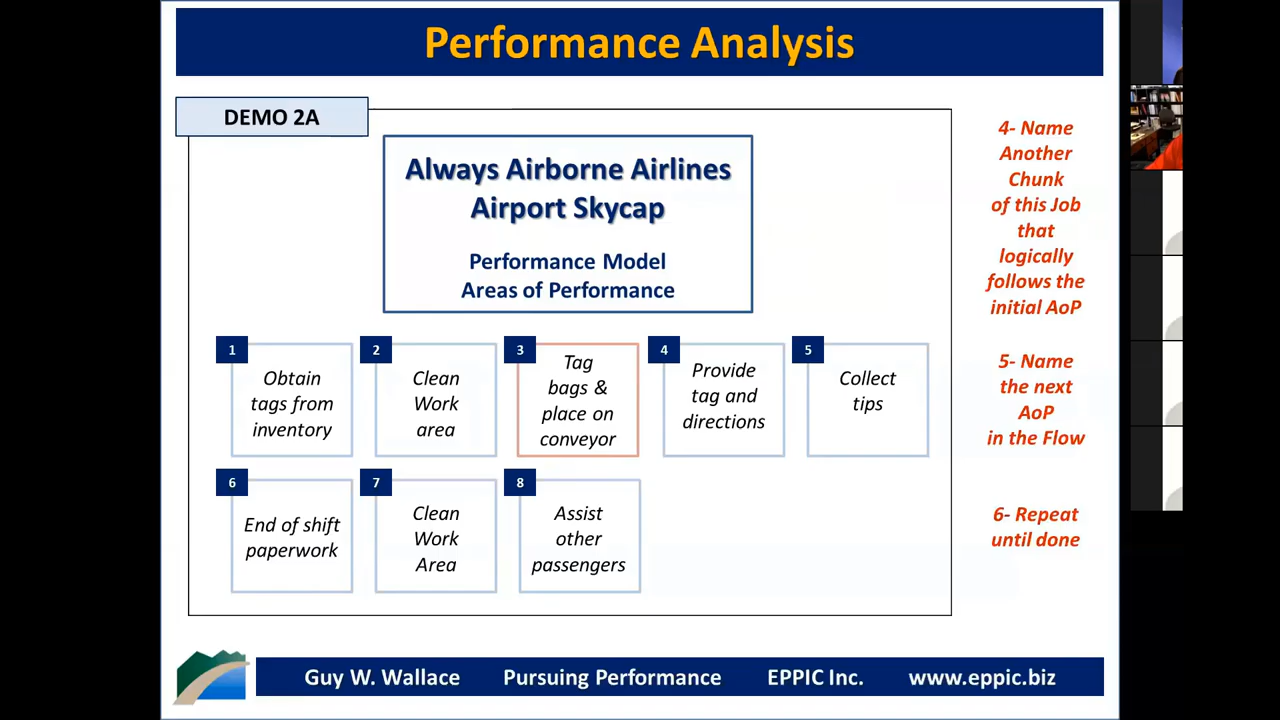 Performance Analysis
DEMO 2A
Always Airborne Airlines
Airport Skycap
Performance Model
Areas of Performance
1
Obtain
tags from
inventory
2
Clean
Work
area
3
Tag
bags &
place on
conveyor
4
Provide
tag and
directions
5
Collect
tips
6
End of shift
paperwork
7
Clean
Work
Area
8
Assist
other
passengers
4- Name
Another
Chunk
of this Job
that
logically
follows the
initial AoP
5- Name
the next
AoP
in the Flow
6- Repeat
until done
Guy W. Wallace Pursuing Performance EPPIC Inc. www.eppic.biz